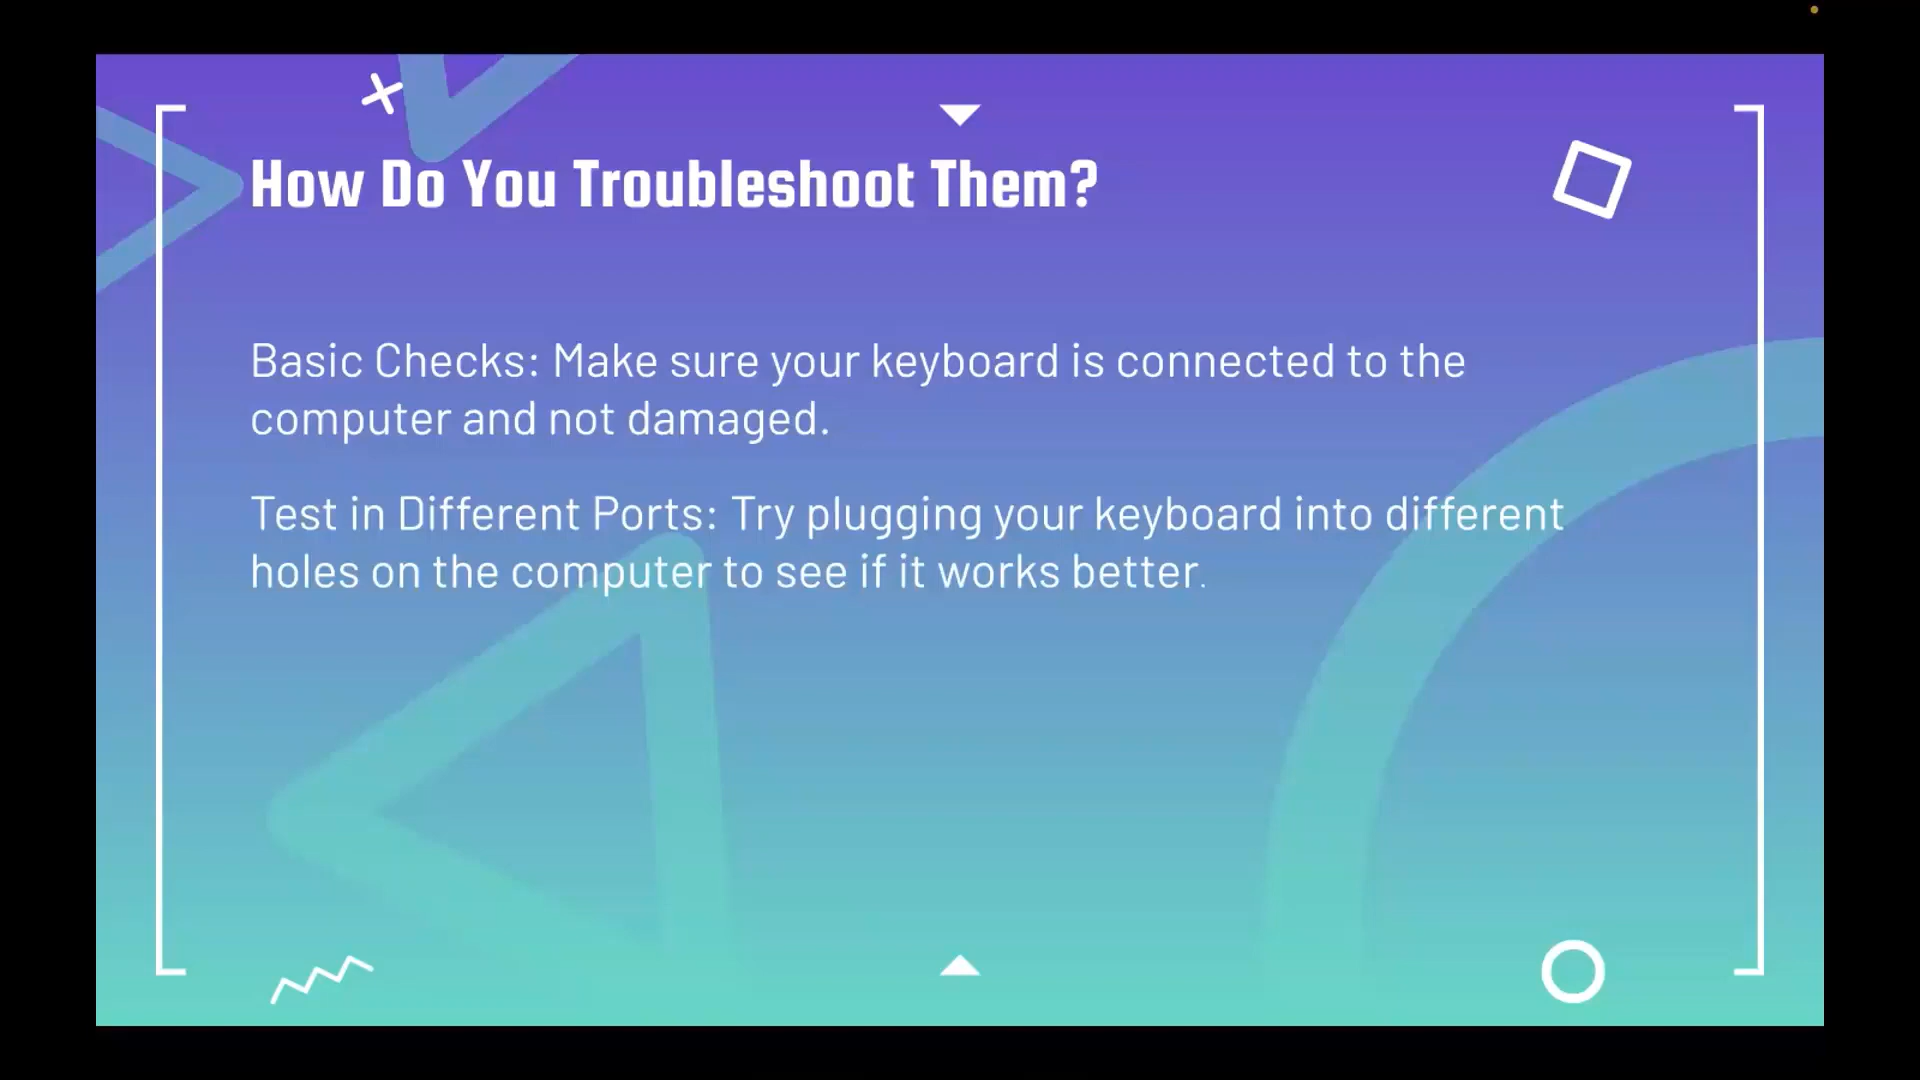 How Do You Troubleshoot Them?
Basic Checks: Make sure your keyboard is connected to the
computer and not damaged.
Test in Different Ports: Try plugging your keyboard into different
holes on the computer to see if it works better.